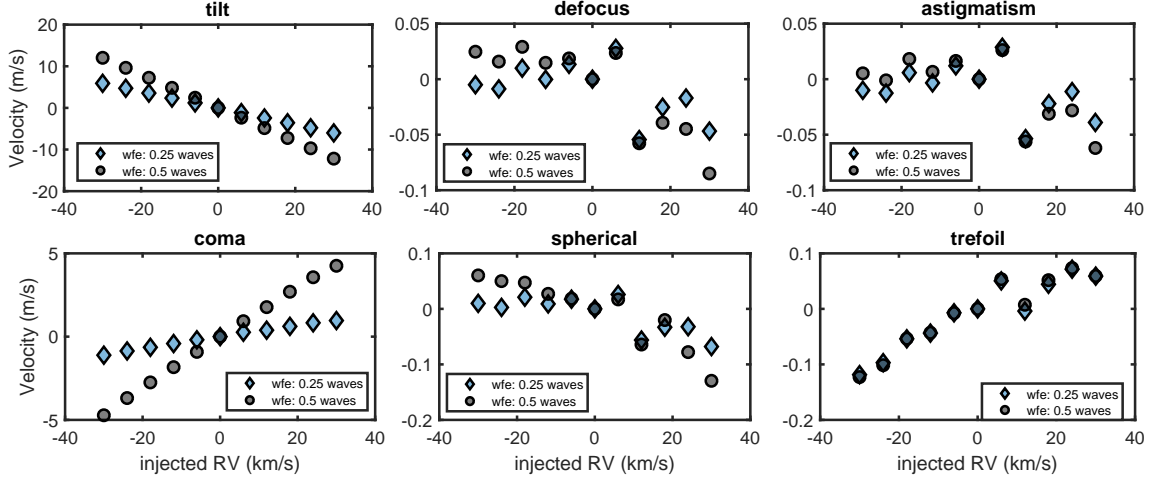 tilt
defocus
astigmatism
20
10
0
-10
-20
Velocity (m/s)
wfe: 0.25 waves
wfe: 0.5 waves
-40
-20
0
20
40
0.05
0
-0.05
-0.1
wfe: 0.25 waves
wfe: 0.5 waves
-40
-20
0
20
40
0.05
0
-0.05
-0.1
wfe: 0.25 waves
wfe: 0.5 waves
-40
-20
0
20
40
coma
spherical
trefoil
5
0
-5
Velocity (m/s)
wfe: 0.25 waves
wfe: 0.5 waves
-40
-20
0
20
40
injected RV (km/s)
0.1
0
-0.1
-0.2
wfe: 0.25 waves
wfe: 0.5 waves
-40
-20
0
20
40
injected RV (km/s)
0.1
0
-0.1
-0.2
wfe: 0.25 waves
wfe: 0.5 waves
-40
-20
0
20
40
injected RV (km/s)